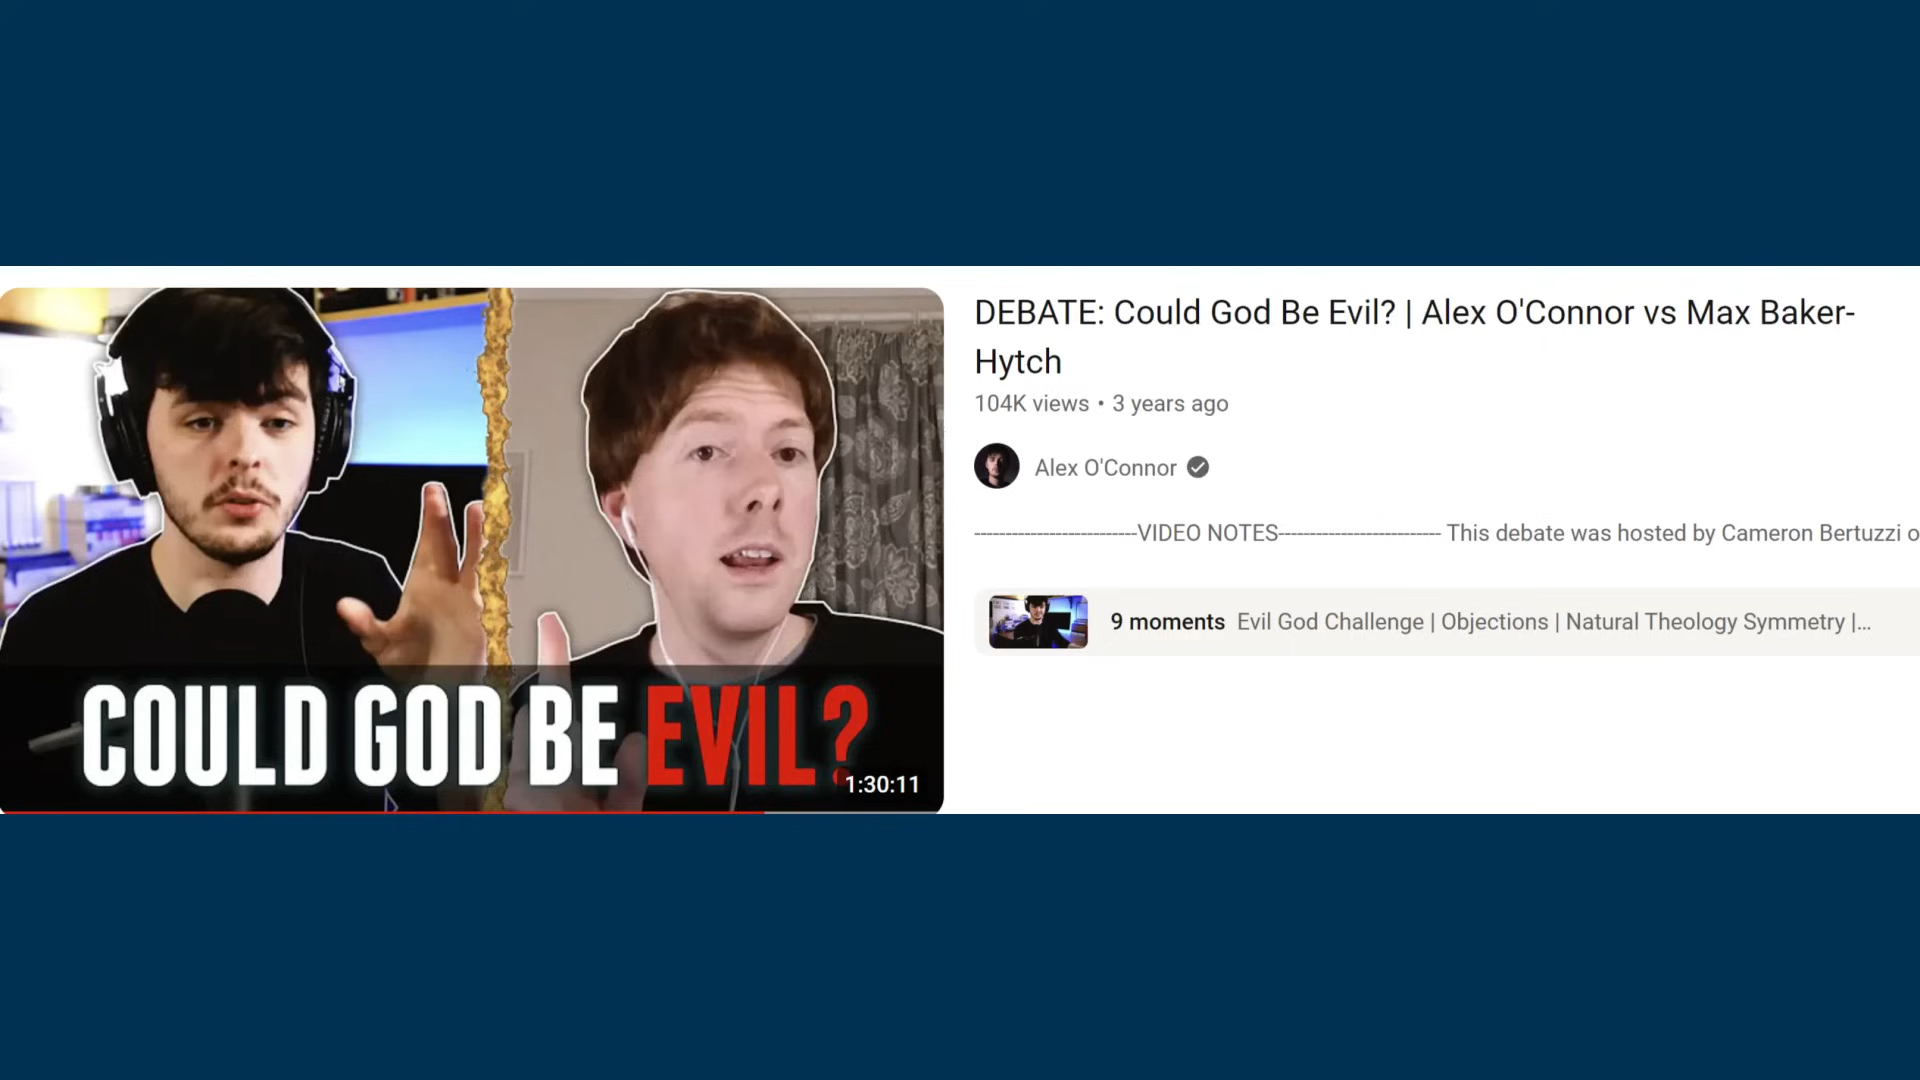 COULD GOD BE EVIL?
1:30:11
DEBATE: Could God Be Evil? | Alex O'Connor vs Max Baker-
Hytch
104K views • 3 years ago
Alex O'Connor
--------------------------VIDEO NOTES-------------------------- This debate was hosted by Cameron Bertuzzi o
9 moments Evil God Challenge | Objections | Natural Theology Symmetry |...